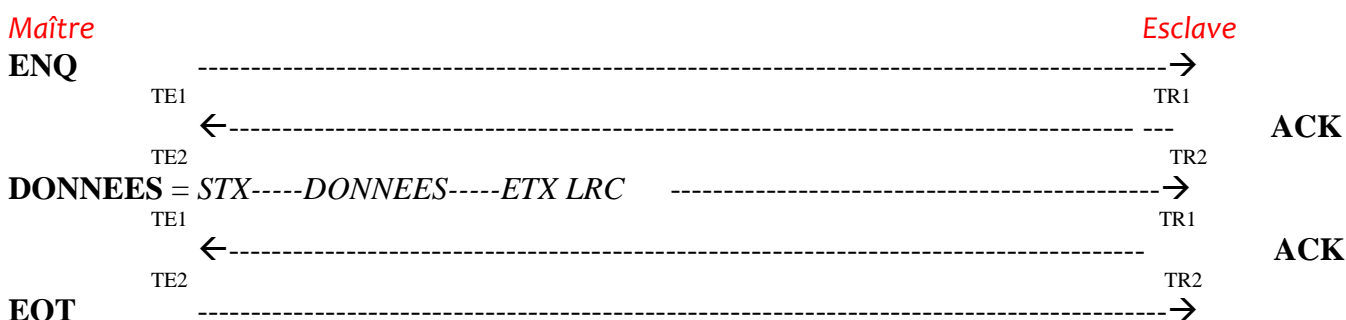 Maître Esclave
ENQ --------------------------------------------------------------------------------------------→
TE1 TR1
←------------------------------------------------------------------------------------- --- ACK
TE2 TR2
DONNEES = STX-----DONNEES-----ETX LRC ----------------------------------------------→
TE1 TR1
←-------------------------------------------------------------------------------------- ACK
TE2 TR2
EOT --------------------------------------------------------------------------------------------→